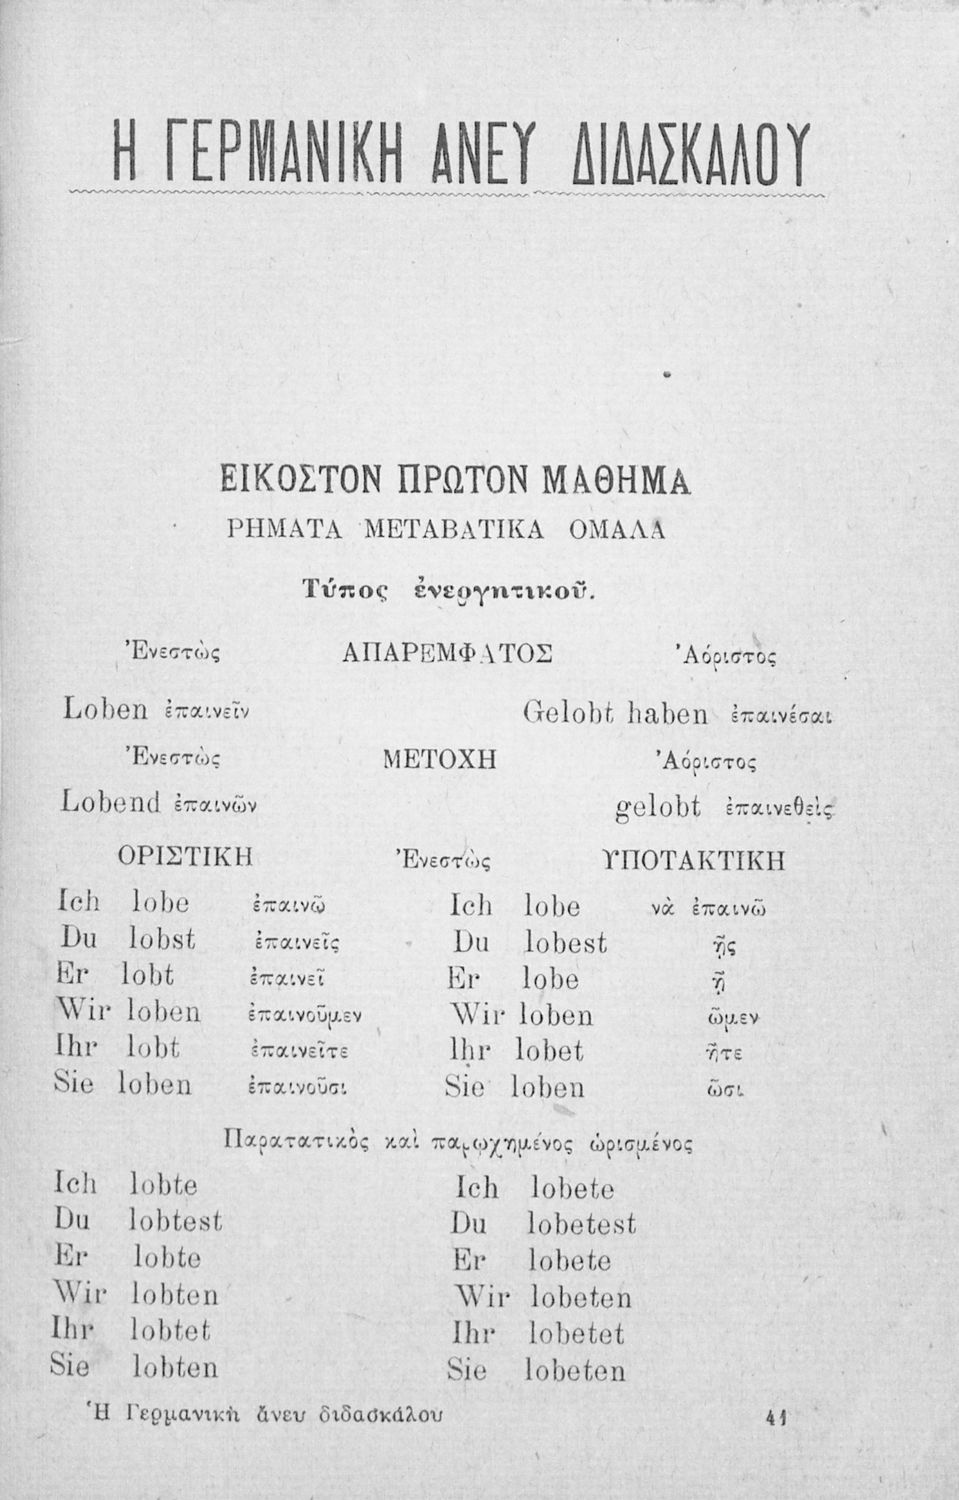 Η ΓΕΡΜΑΝΙΚΗ ΑΝΕΥ ΔΙΔΑΣΚΑΛΟΥ
ΕΙΚΟΣΤΟΝ ΠΡΩΤΟΝ ΜΑΘΗΜΑ
ΡΗΜΑΤΑ ΜΕΤΑΒΑΤΙΚΑ ΟΜΑΛΑ
Τύπος ἐνεργητικοῦ.
Ἐνεστὼς ΑΠΑΡΕΜΦΑΤΟΣ Ἀόριστος
Loben ἐπαινεῖν Gelobt haben ἐπαινέσαι
Ἐνεστὼς ΜΕΤΟΧΗ Ἀόριστος
Lobend ἐπαινῶν gelobt ἐπαινεθεὶς
ΟΡΙΣΤΙΚΗ Ἐνεστὼς ΥΠΟΤΑΚΤΙΚΗ
Ich lobe ἐπαινῶ Ich lobe νὰ ἐπαινῶ
Du lobst ἐπαινεῖς Du lobest ῇς
Er lobt ἐπαινεῖ Er lobe ῇ
Wir loben ἐπαινοῦμεν Wir loben ῶμεν
Ihr lobt ἐπαινεῖτε Ihr lobet ῆτε
Sie loben ἐπαινοῦσι Sie loben ῶσι
Παρατατικὸς καὶ παρῳχημένος ὡρισμένος
Ich lobte Ich lobete
Du lobtest Du lobetest
Er lobte Er lobete
Wir lobten Wir lobeten
Ihr lobtet Ihr lobetet
Sie lobten Sie lobeten
Ἡ Γερμανικὴ ἄνευ διδασκάλου 41